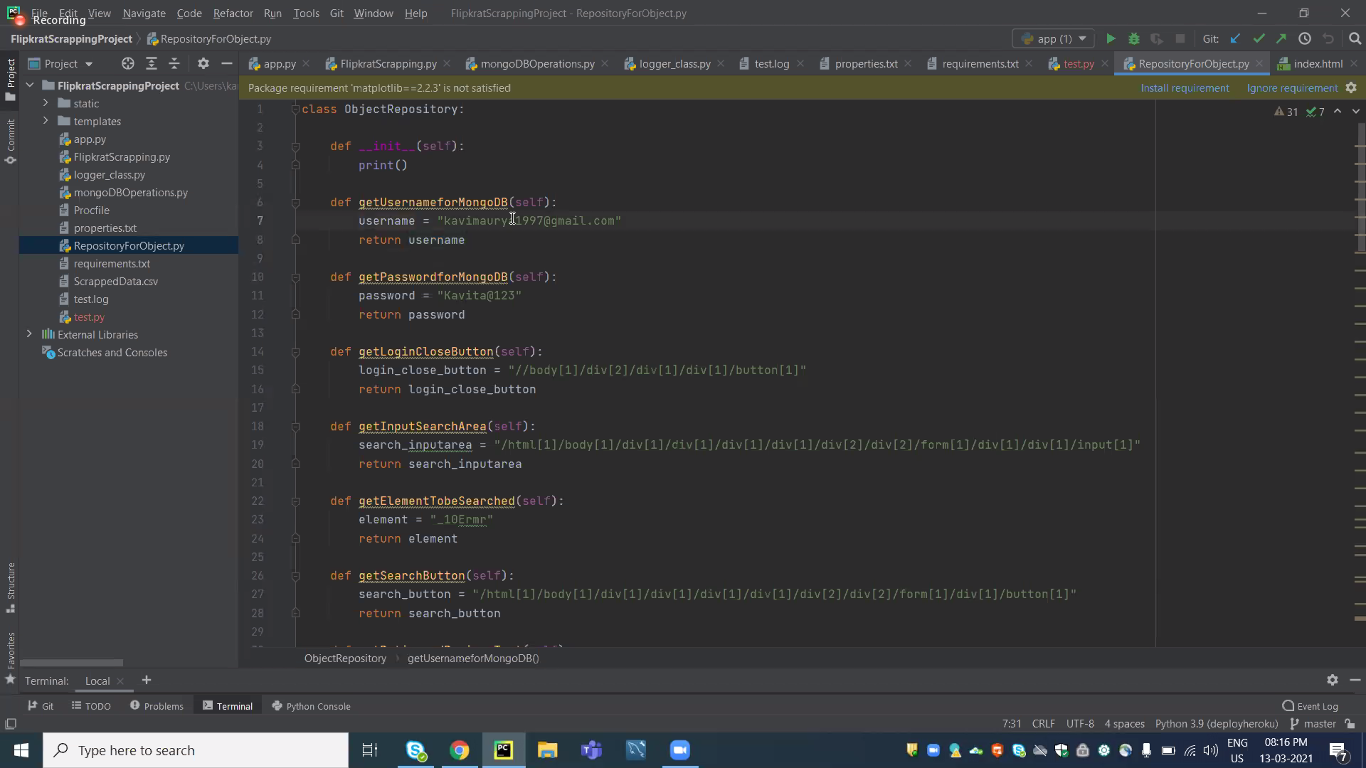 Recording
File Edit View Navigate Code Refactor Run Tools Git Window Help FlipkratScrappingProject - RepositoryForObject.py
FlipkratScrappingProject RepositoryForObject.py app (1) Git:
Project app.py FlipkratScrapping.py mongoDBOperations.py logger_class.py test.log properties.txt requirements.txt test.py RepositoryForObject.py index.html
Package requirement 'matplotlib==2.2.3' is not satisfied Install requirement Ignore requirement
Project
Commit
Structure
Favorites
FlipkratScrappingProject
static
templates
app.py
FlipkratScrapping.py
logger_class.py
mongoDBOperations.py
Procfile
properties.txt
RepositoryForObject.py
requirements.txt
ScrappedData.csv
test.log
test.py
External Libraries
Scratches and Consoles
31 7
1 class ObjectRepository:
2
3 def __init__(self):
4 print()
5
6 def getUsernameforMongoDB(self):
7 username = "kavimaurya1997@gmail.com"
8 return username
9
10 def getPasswordforMongoDB(self):
11 password = "Kavita@123"
12 return password
13
14 def getLoginCloseButton(self):
15 login_close_button = "//body[1]/div[2]/div[1]/div[1]/button[1]"
16 return login_close_button
17
18 def getInputSearchArea(self):
19 search_inputarea = "/html[1]/body[1]/div[1]/div[1]/div[1]/div[1]/div[2]/div[2]/form[1]/div[1]/div[1]/input[1]"
20 return search_inputarea
21
22 def getElementTobeSearched(self):
23 element = "_10Ermr"
24 return element
25
26 def getSearchButton(self):
27 search_button = "/html[1]/body[1]/div[1]/div[1]/div[1]/div[1]/div[2]/div[2]/form[1]/div[1]/button[1]"
28 return search_button
29
ObjectRepository getUsernameforMongoDB()
Terminal: Local
Git TODO Problems Terminal Python Console Event Log
7:31 CRLF UTF-8 4 spaces Python 3.9 (deployheroku) master
Type here to search
ENG
US
08:16 PM
13-03-2021
7